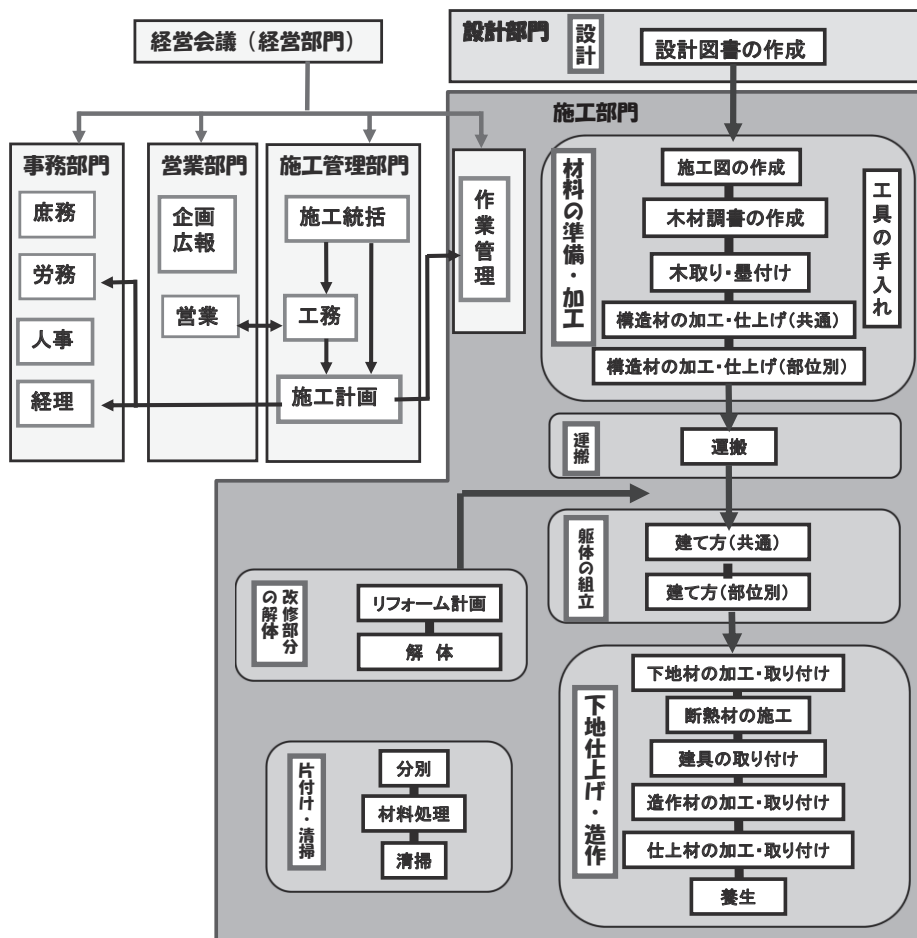 経営会議（経営部門）
設計部門
設計
設計図書の作成
事務部門
庶務
労務
人事
経理
営業部門
企画
広報
営業
施工管理部門
施工統括
工務
施工計画
作業管理
施工部門
材料の準備・加工
施工図の作成
木材調書の作成
木取り・墨付け
構造材の加工・仕上げ（共通）
構造材の加工・仕上げ（部位別）
工具の手入れ
運搬
運搬
躯体の組立
建て方（共通）
建て方（部位別）
改修部分
の解体
リフォーム計画
解 体
下地仕上げ・造作
下地材の加工・取り付け
断熱材の施工
建具の取り付け
造作材の加工・取り付け
仕上材の加工・取り付け
養生
片付け・清掃
分別
材料処理
清掃